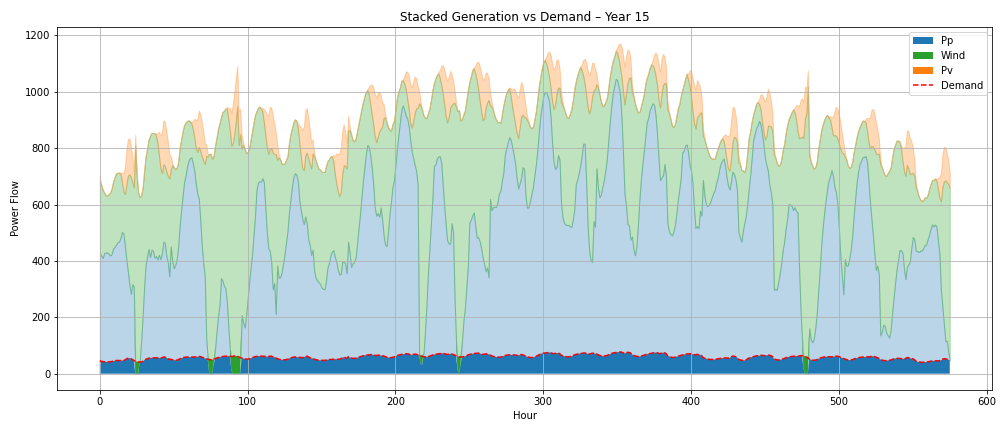 Stacked Generation vs Demand – Year 15
1200
1000
800
600
400
200
0
Power Flow
0 100 200 300 400 500 600
Hour
Pp
Wind
Pv
Demand